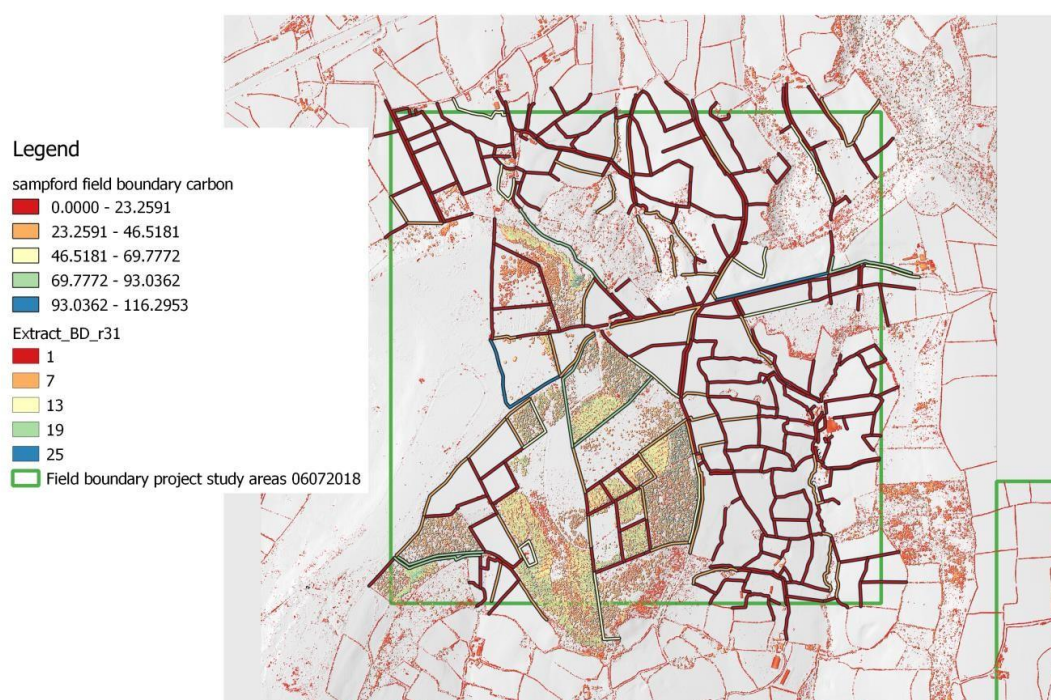 Legend
sampford field boundary carbon
0.0000 - 23.2591
23.2591 - 46.5181
46.5181 - 69.7772
69.7772 - 93.0362
93.0362 - 116.2953
Extract_BD_r31
1
7
13
19
25
Field boundary project study areas 06072018